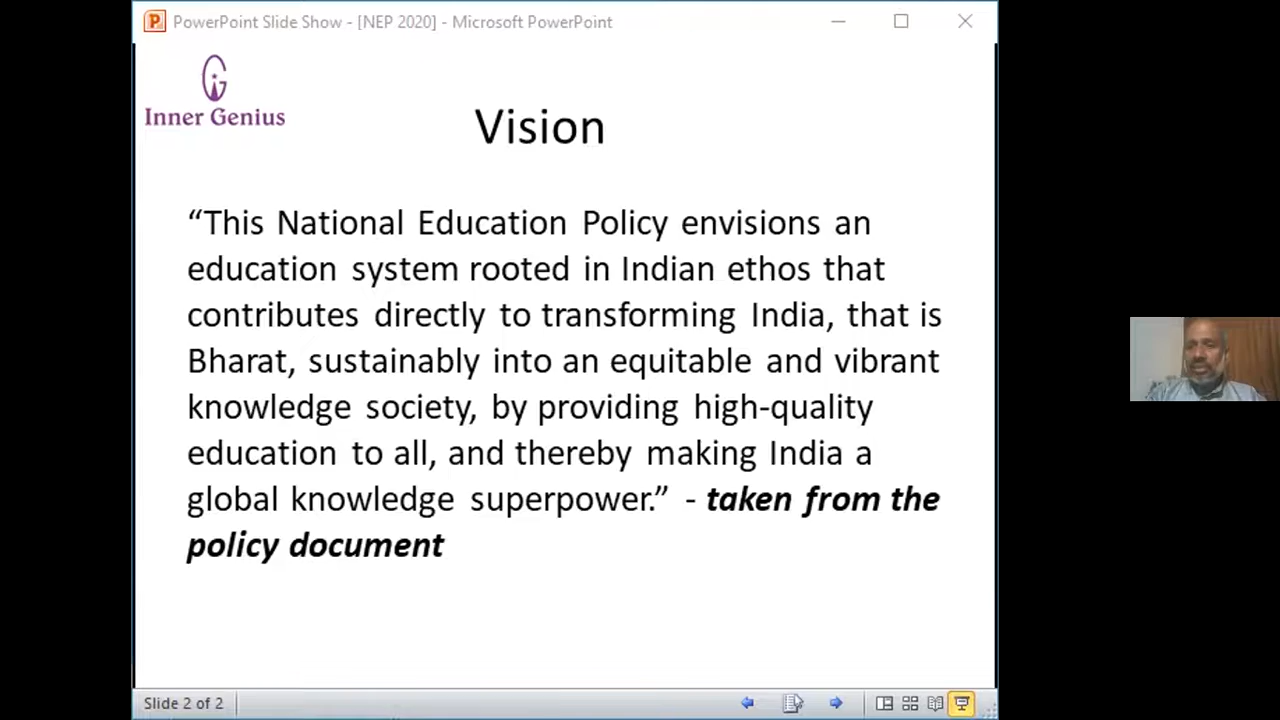 PowerPoint Slide Show - [NEP 2020] - Microsoft PowerPoint
Inner Genius
Vision
“This National Education Policy envisions an
education system rooted in Indian ethos that
contributes directly to transforming India, that is
Bharat, sustainably into an equitable and vibrant
knowledge society, by providing high-quality
education to all, and thereby making India a
global knowledge superpower.” - taken from the
policy document
Slide 2 of 2